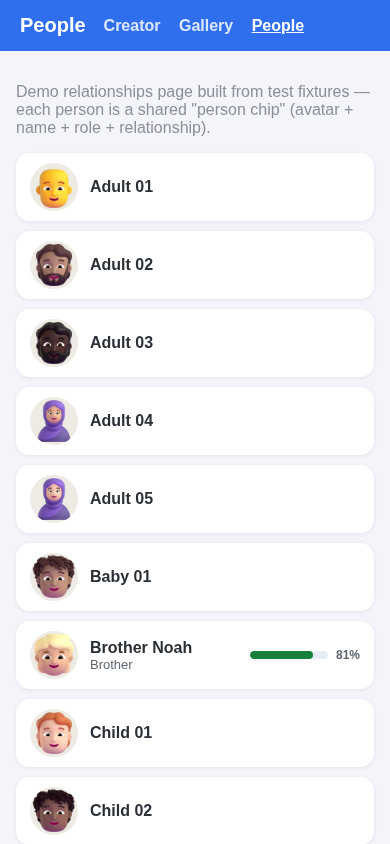 People Creator Gallery People
Demo relationships page built from test fixtures —
each person is a shared "person chip" (avatar +
name + role + relationship).
Adult 01
Adult 02
Adult 03
Adult 04
Adult 05
Baby 01
Brother Noah
Brother
81%
Child 01
Child 02